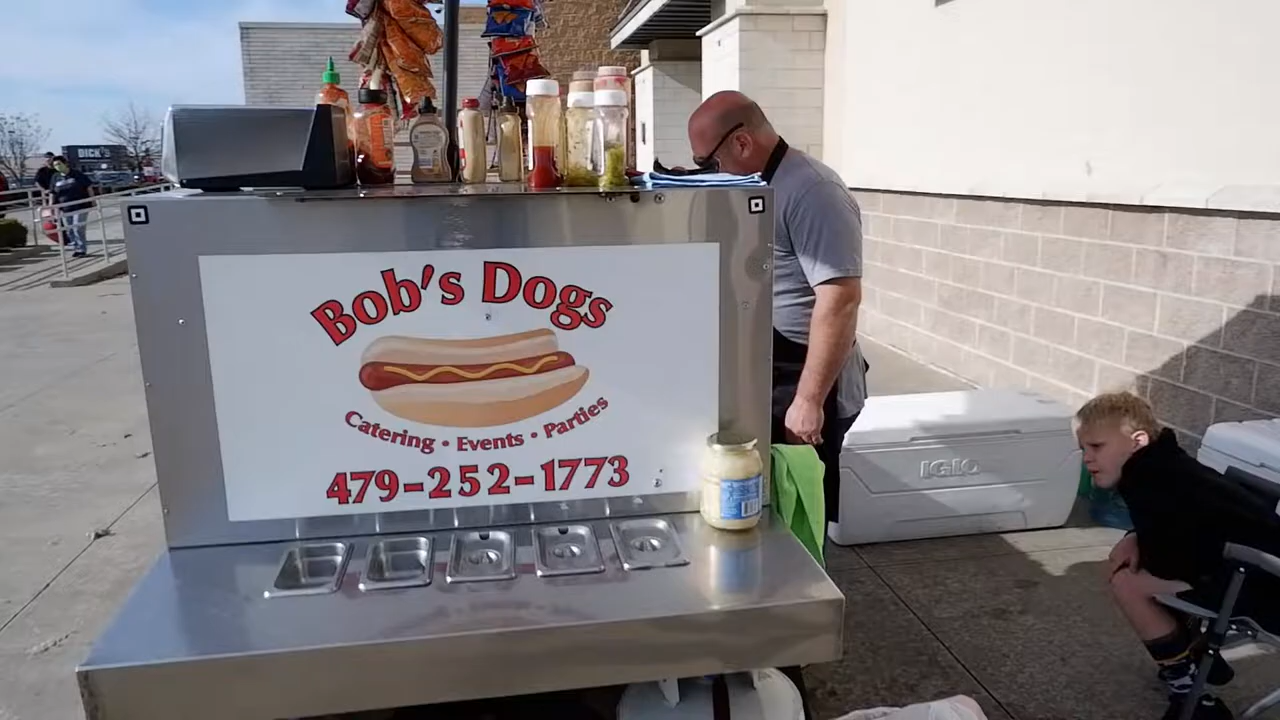 DICK'S
Bob's Dogs
Catering • Events • Parties
479-252-1773
IGLOO